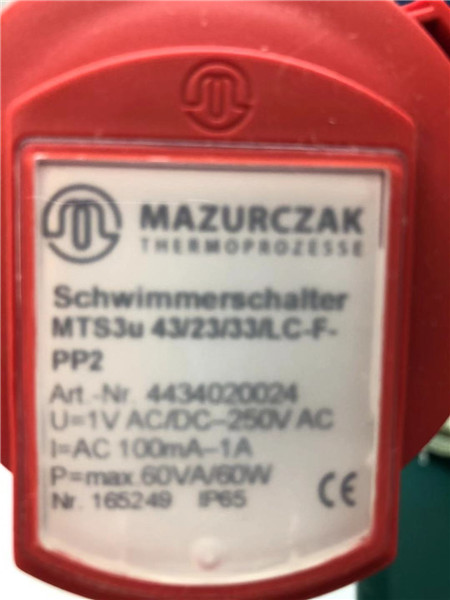 MAZURCZAK
THERMOPROZESSE
Schwimmerschalter
MTS3u 43/23/33/LC-F-
PP2
Art.-Nr. 4434020024
U=1V AC/DC–250V AC
I=AC 100mA–1A
P=max.60VA/60W
Nr. 165249 IP65 CE